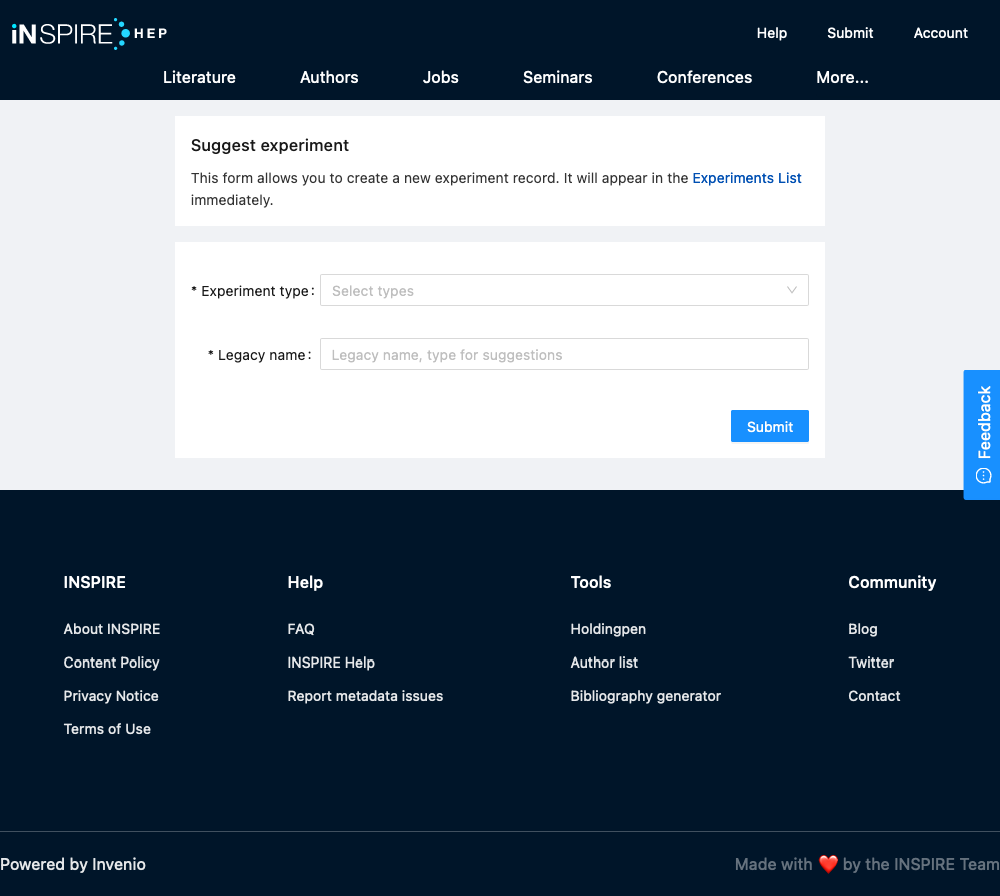 iNSPIRE HEP
Help Submit Account
Literature Authors Jobs Seminars Conferences More...
Suggest experiment
This form allows you to create a new experiment record. It will appear in the Experiments List
immediately.
* Experiment type: Select types
* Legacy name: Legacy name, type for suggestions
Submit
Feedback
INSPIRE
About INSPIRE
Content Policy
Privacy Notice
Terms of Use
Help
FAQ
INSPIRE Help
Report metadata issues
Tools
Holdingpen
Author list
Bibliography generator
Community
Blog
Twitter
Contact
Powered by Invenio
Made with ❤️ by the INSPIRE Team